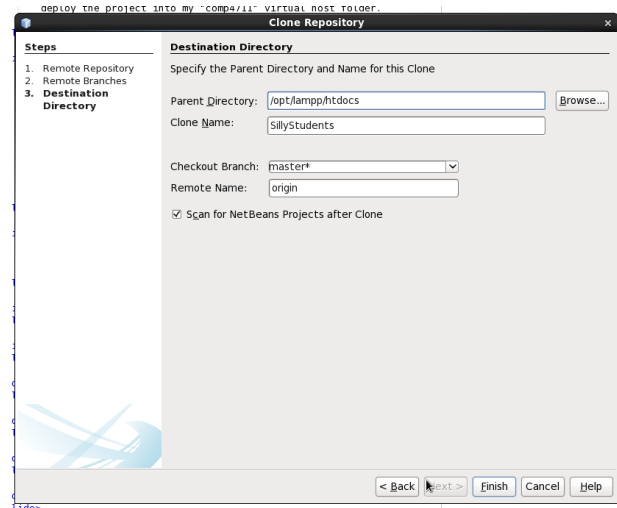 deploy the project into my "comp4711" virtual host folder.
Clone Repository
Steps
1. Remote Repository
2. Remote Branches
3. Destination
Directory
Destination Directory
Specify the Parent Directory and Name for this Clone
Parent Directory: /opt/lampp/htdocs Browse...
Clone Name: SillyStudents
Checkout Branch: master*
Remote Name: origin
Scan for NetBeans Projects after Clone
< Back Next > Finish Cancel Help